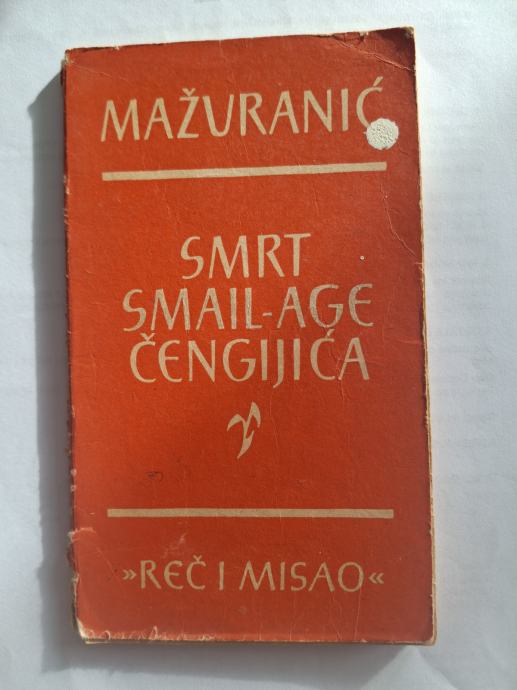 MAŽURANIĆ
SMRT
SMAIL-AGE
ČENGIJIĆA
»REČ I MISAO«